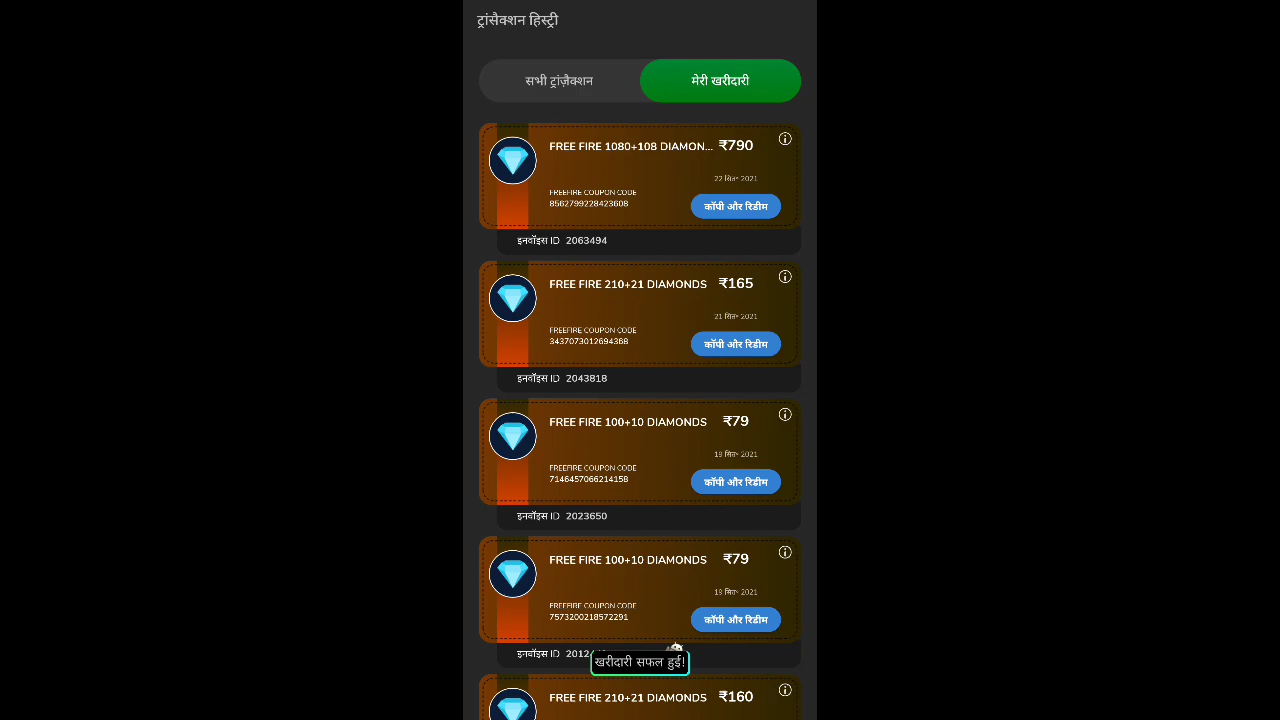 ट्रांसैक्शन हिस्ट्री
सभी ट्रांज़ैक्शन
मेरी खरीदारी
FREE FIRE 1080+108 DIAMON... ₹790
22 सित॰ 2021
FREEFIRE COUPON CODE
8562799228423608
कॉपी और रिडीम
इनवॉइस ID 2063494
FREE FIRE 210+21 DIAMONDS ₹165
21 सित॰ 2021
FREEFIRE COUPON CODE
3437073012694368
कॉपी और रिडीम
इनवॉइस ID 2043818
FREE FIRE 100+10 DIAMONDS ₹79
19 सित॰ 2021
FREEFIRE COUPON CODE
7146457066214158
कॉपी और रिडीम
इनवॉइस ID 2023650
FREE FIRE 100+10 DIAMONDS ₹79
19 सित॰ 2021
FREEFIRE COUPON CODE
7573200218572291
कॉपी और रिडीम
इनवॉइस ID
खरीदारी सफल हुई!
FREE FIRE 210+21 DIAMONDS ₹160